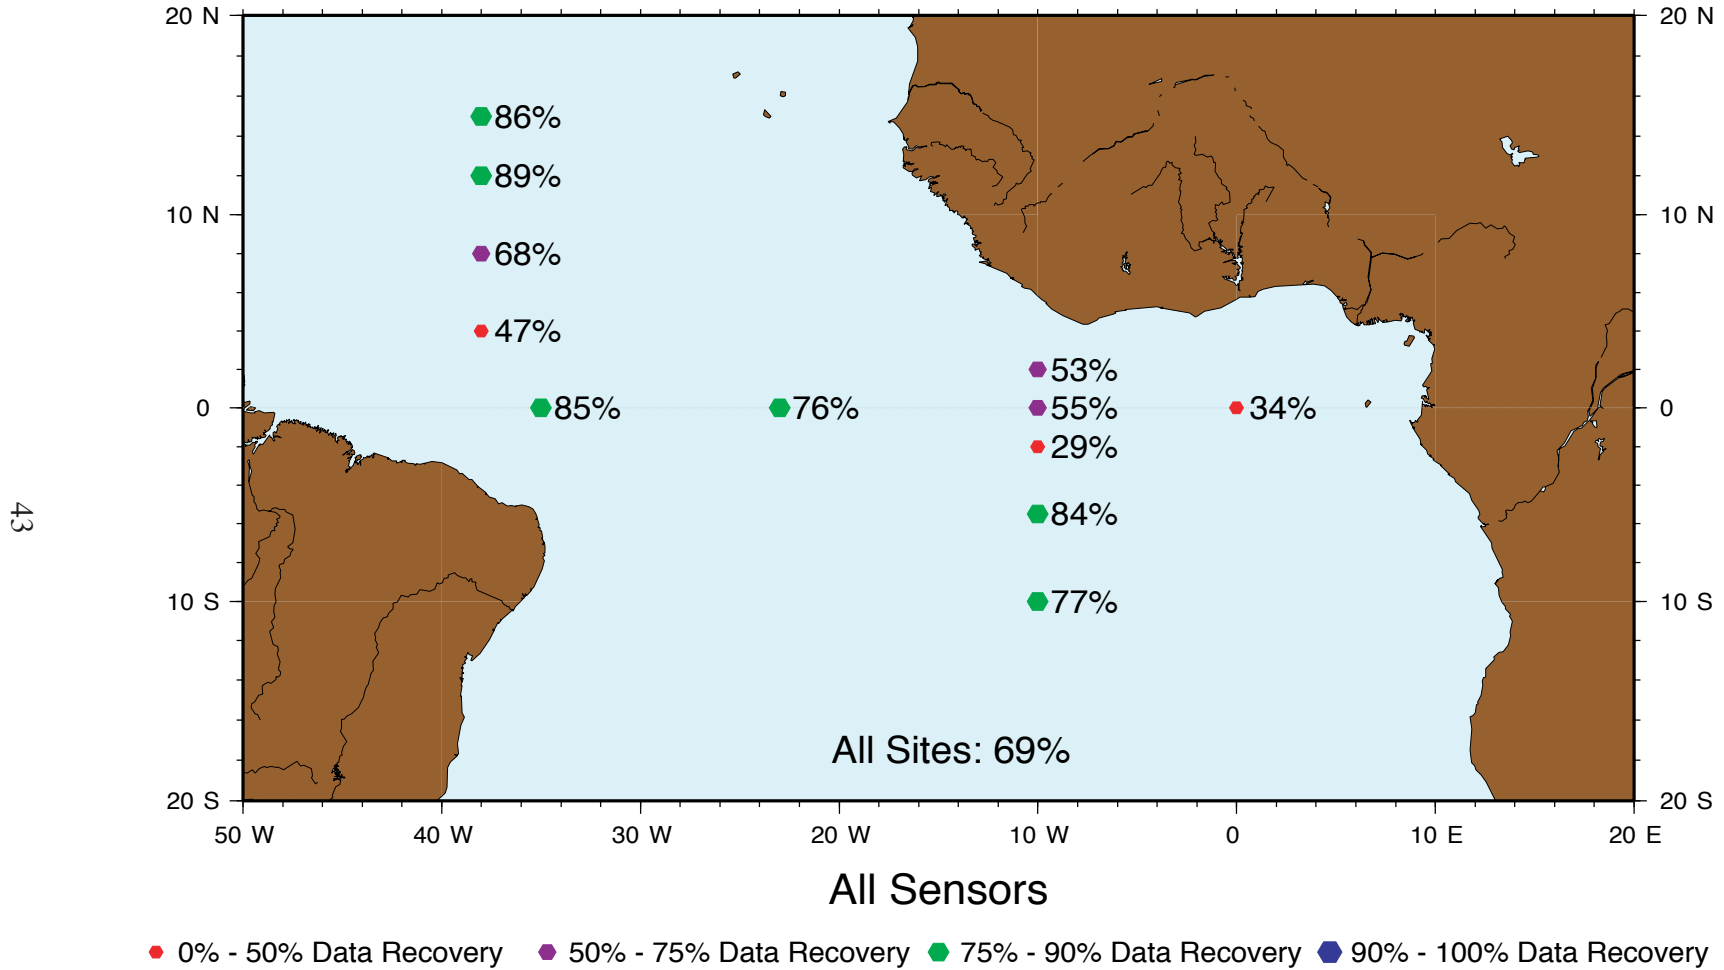 20 N
20 N
86%
89%
10 N
10 N
68%
47%
53%
0
85%
76%
55%
34%
0
29%
84%
43
10 S
77%
10 S
All Sites: 69%
20 S
20 S
50 W
40 W
30 W
20 W
10 W
0
10 E
20 E
All Sensors
0% - 50% Data Recovery
50% - 75% Data Recovery
75% - 90% Data Recovery
90% - 100% Data Recovery